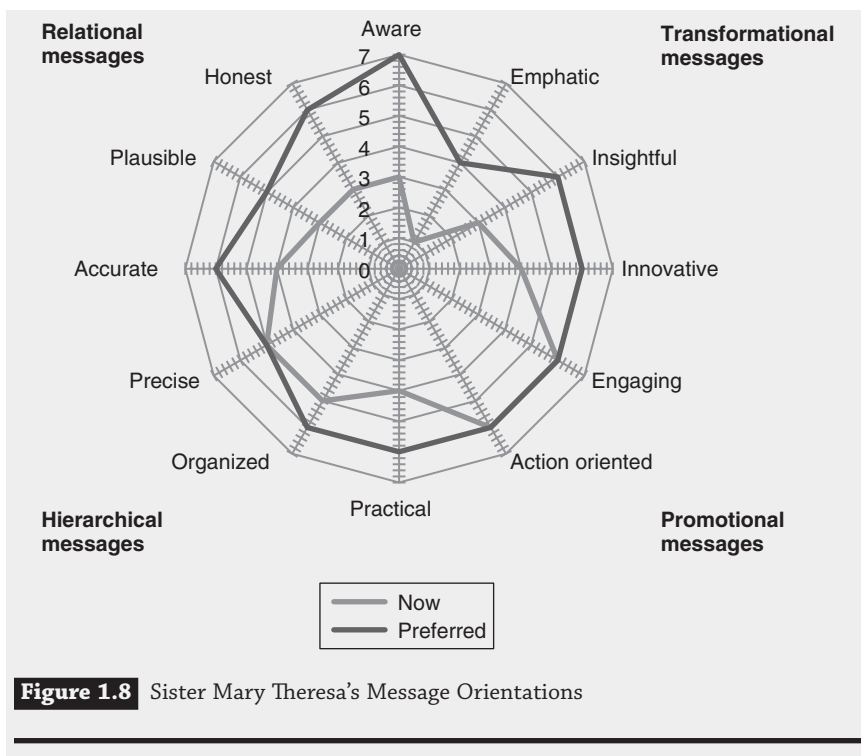 Relational
messages
Aware
Transformational
messages
7
6
5
4
3
2
1
0
Honest
Emphatic
Plausible
Insightful
Accurate
Innovative
Precise
Engaging
Organized
Action oriented
Practical
Hierarchical
messages
Promotional
messages
Now
Preferred
Figure 1.8 Sister Mary Theresa's Message Orientations